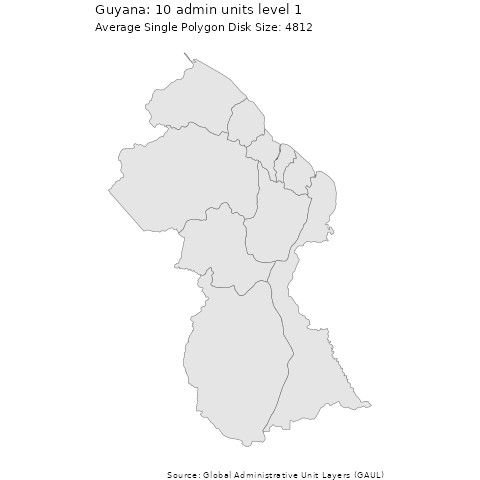 Guyana: 10 admin units level 1
Average Single Polygon Disk Size: 4812
Source: Global Administrative Unit Layers (GAUL)